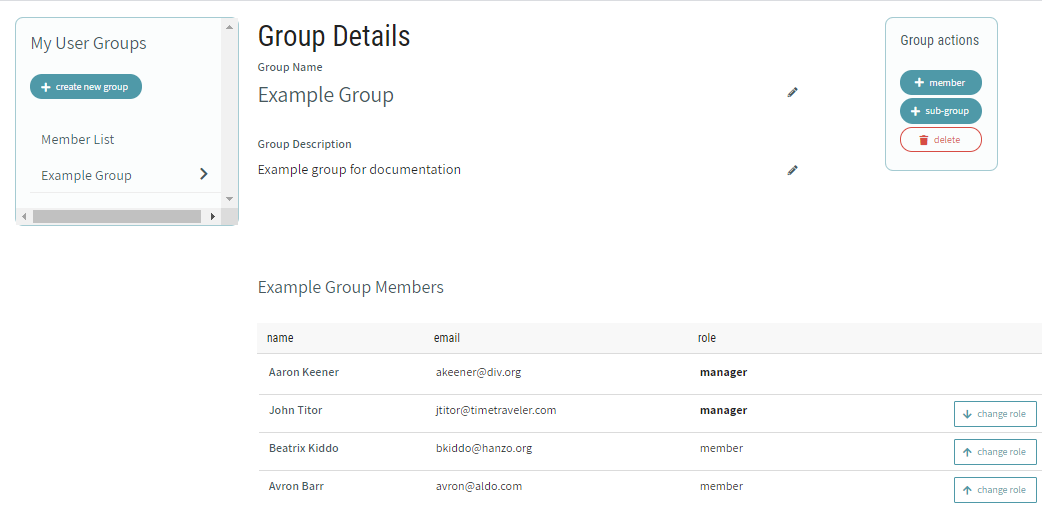 My User Groups
create new group
Member List
Example Group
Group Details
Group Name
Example Group
Group Description
Example group for documentation
Group actions
member
sub-group
delete
Example Group Members
name email role
Aaron Keener akeener@div.org manager
John Titor jtitor@timetraveler.com manager change role
Beatrix Kiddo bkiddo@hanzo.org member change role
Avron Barr avron@aldo.com member change role